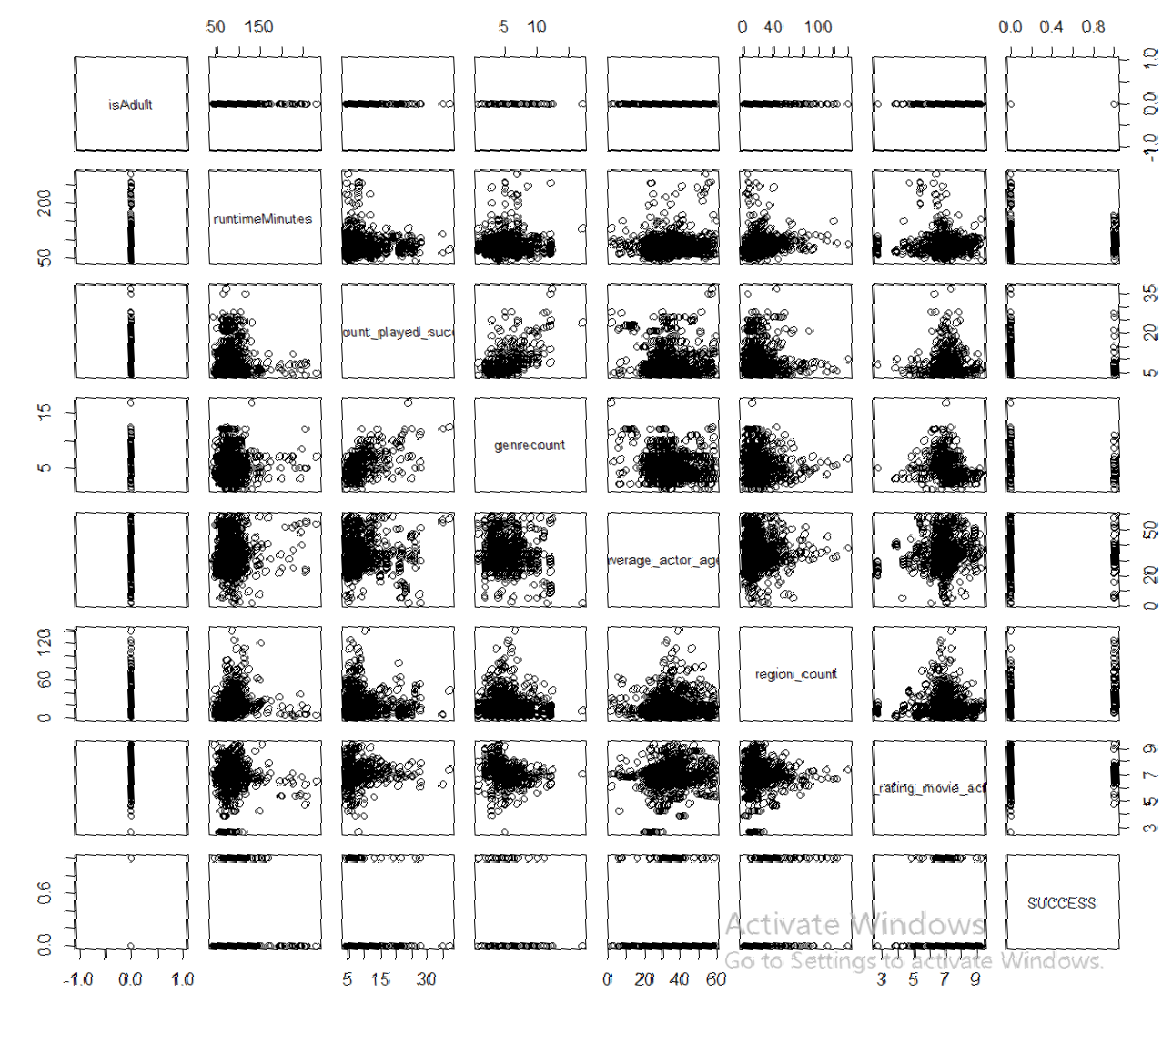 50 150 5 10 0 40 100 0.0 0.4 0.8
isAdult
-1.0 0.0 1.0
50 200
runtimeMinutes
ount_played_succ
5 20 35
5 15
genrecount
werage_actor_age
0 20 50
0 60 120
region_count
_rating_movie_act
3 5 7 9
0.0 0.6
SUCCESS
-1.0 0.0 1.0 5 15 30 0 20 40 60 3 5 7 9
Activate Windows
Go to Settings to activate Windows.